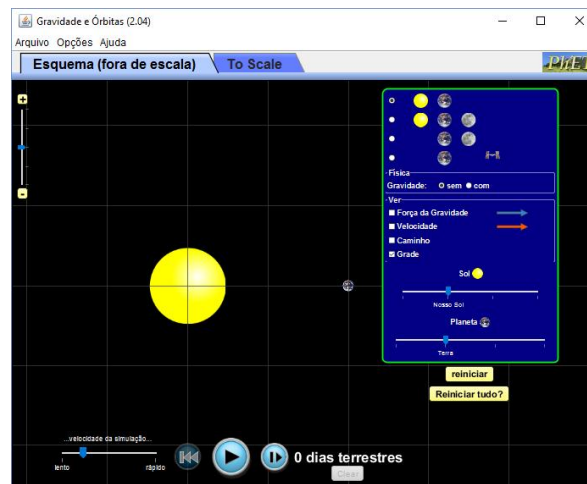 Gravidade e Órbitas (2.04)
Arquivo Opções Ajuda
Esquema (fora de escala) To Scale
PhET
Física
Gravidade: sem com
Ver
Força da Gravidade
Velocidade
Caminho
Grade
Sol
Nosso Sol
Planeta
Terra
reiniciar
Reiniciar tudo?
...velocidade da simulação...
lento rápido
0 dias terrestres
Clear